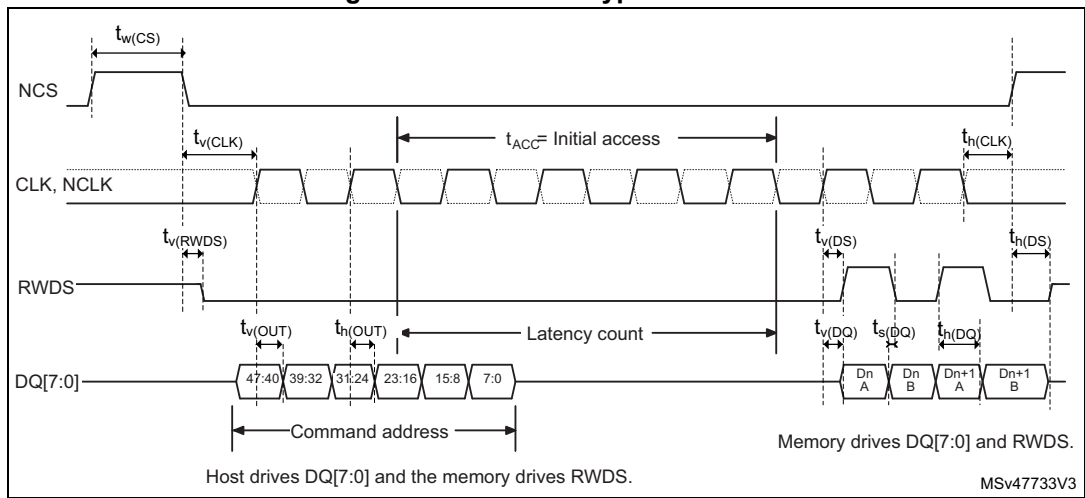 tw(CS)
NCS
tv(CLK)
tACC= Initial access
th(CLK)
CLK, NCLK
tv(RWDS)
tv(DS)
th(DS)
RWDS
tv(OUT)
th(OUT)
Latency count
tv(DQ)
ts(DQ)
th(DQ)
DQ[7:0]
47:40 39:32 31:24 23:16 15:8 7:0
Dn Dn Dn+1 Dn+1
A B A B
Command address
Memory drives DQ[7:0] and RWDS.
Host drives DQ[7:0] and the memory drives RWDS.
MSv47733V3